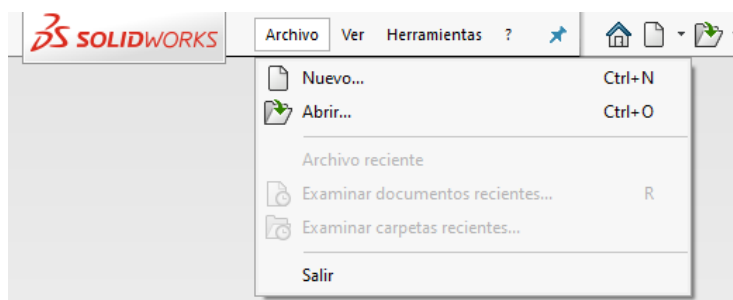 SOLIDWORKS Archivo Ver Herramientas ?
Nuevo... Ctrl+N
Abrir... Ctrl+O
Archivo reciente
Examinar documentos recientes... R
Examinar carpetas recientes...
Salir